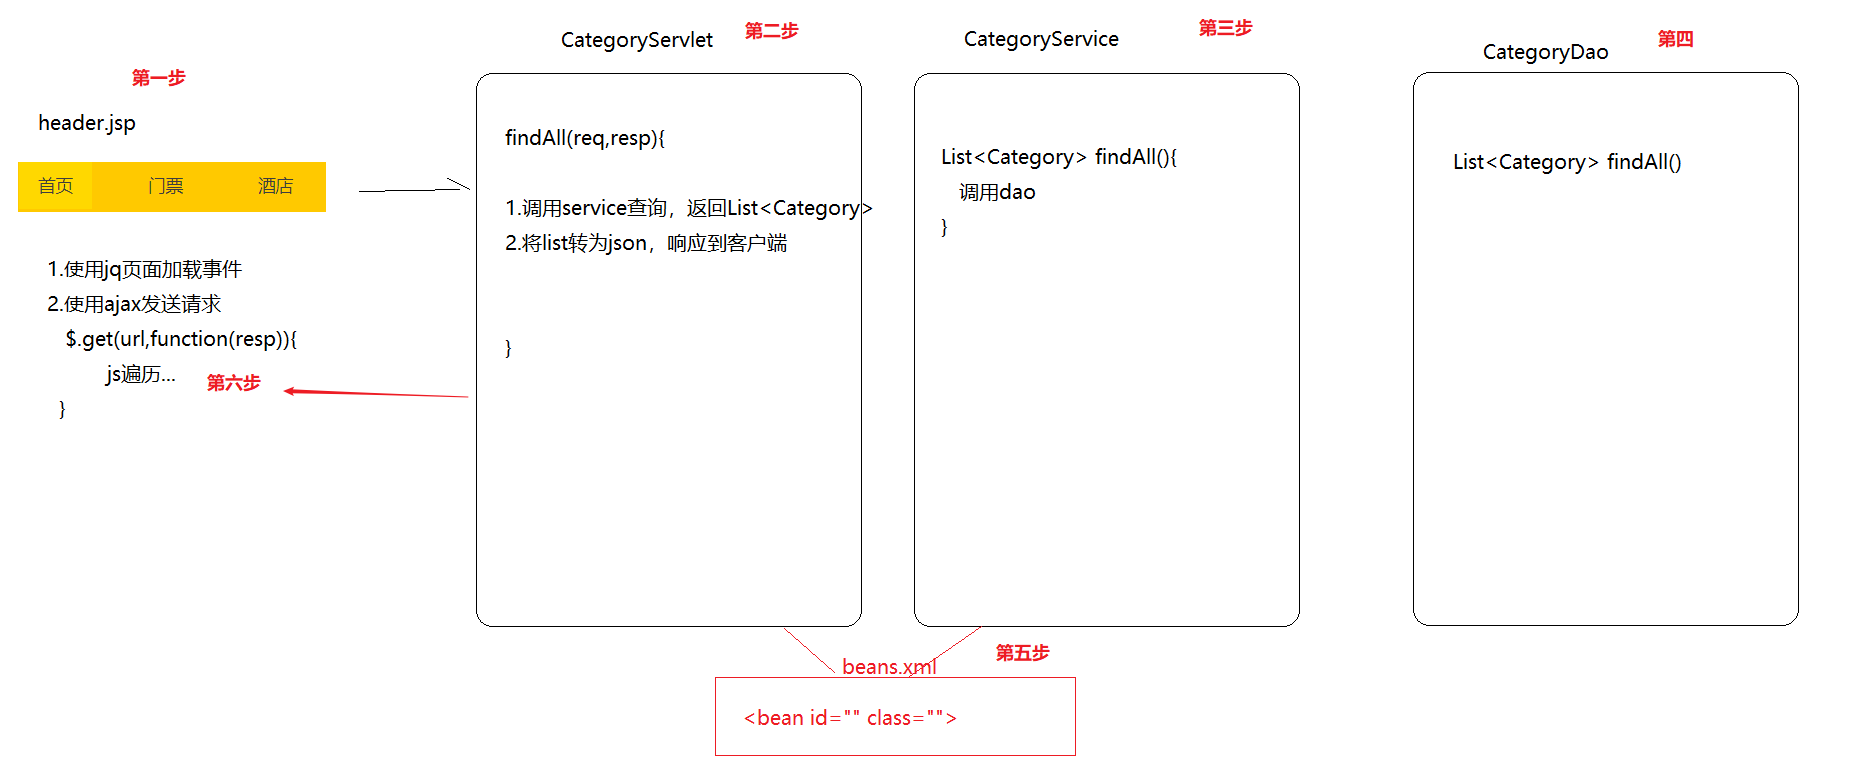 第一步
header.jsp
首页 门票 酒店
1.使用jq页面加载事件
2.使用ajax发送请求
$.get(url,function(resp)){
js遍历...
第六步
}
CategoryServlet
第二步
findAll(req,resp){
1.调用service查询，返回List<Category>
2.将list转为json，响应到客户端
}
CategoryService
第三步
List<Category> findAll(){
调用dao
}
CategoryDao
第四
List<Category> findAll()
beans.xml
第五步
<bean id="" class="">